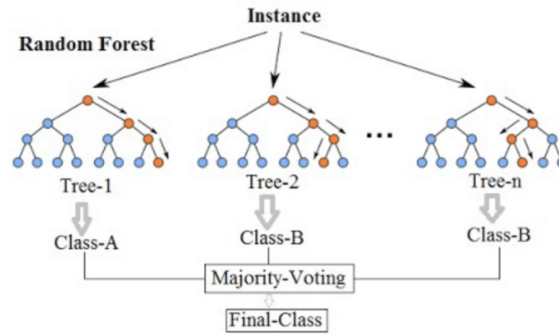 Instance
Random Forest
...
Tree-1 Tree-2 Tree-n
Class-A Class-B Class-B
Majority-Voting
Final-Class